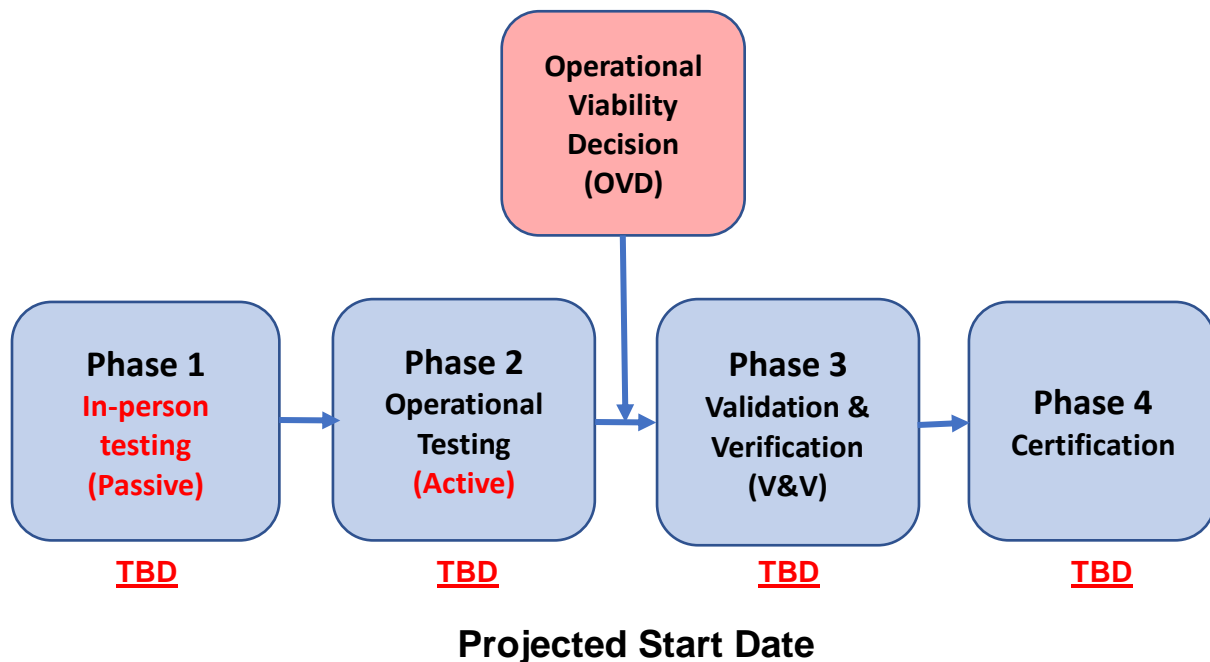 Operational
Viability
Decision
(OVD)
Phase 1
In-person
testing
(Passive)
Phase 2
Operational
Testing
(Active)
Phase 3
Validation &
Verification
(V&V)
Phase 4
Certification
TBD
TBD
TBD
TBD
Projected Start Date